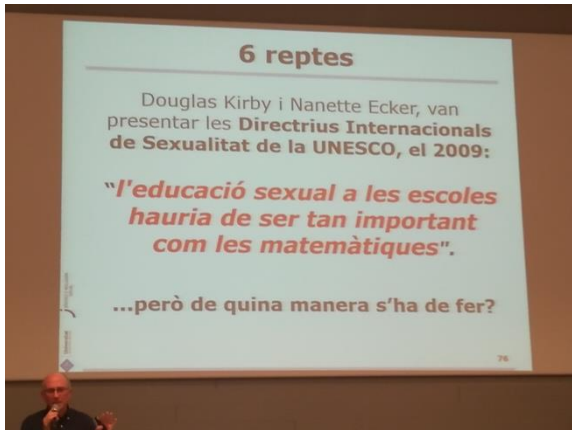 6 reptes
Douglas Kirby i Nanette Ecker, van
presentar les Directrius Internacionals
de Sexualitat de la UNESCO, el 2009:
"l'educació sexual a les escoles
hauria de ser tan important
com les matemàtiques".
...però de quina manera s'ha de fer?
76